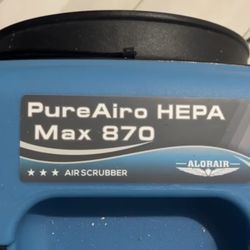 PureAiro HEPA
Max 870
ALORAIR
★★★ AIR SCRUBBER